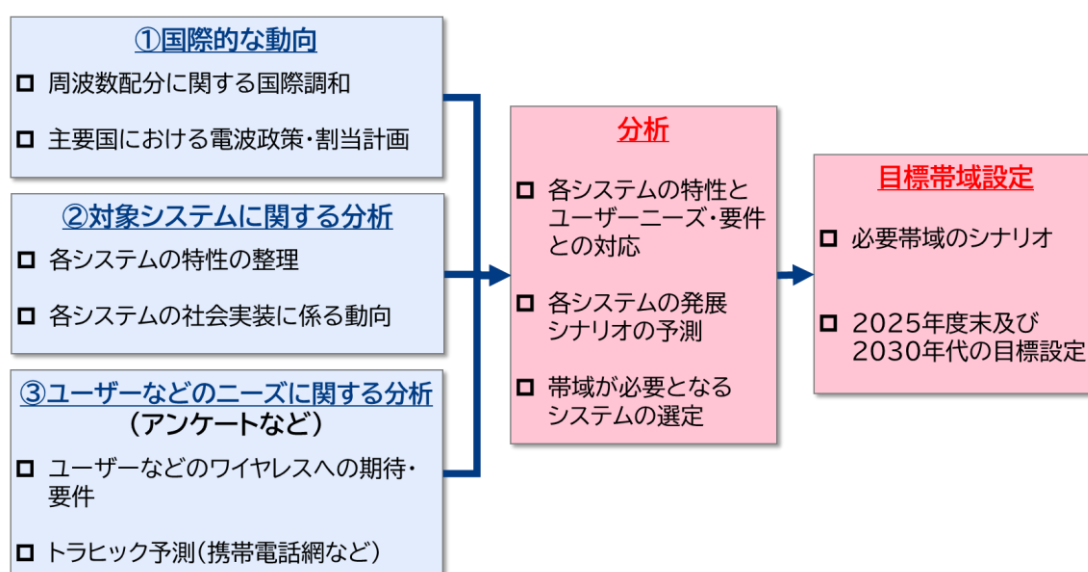 ①国際的な動向
周波数配分に関する国際調和
主要国における電波政策・割当計画
②対象システムに関する分析
各システムの特性の整理
各システムの社会実装に係る動向
③ユーザーなどのニーズに関する分析
(アンケートなど)
ユーザーなどのワイヤレスへの期待・
要件
トラヒック予測(携帯電話網など)
分析
各システムの特性と
ユーザーニーズ・要件
との対応
各システムの発展
シナリオの予測
帯域が必要となる
システムの選定
目標帯域設定
必要帯域のシナリオ
2025年度末及び
2030年代の目標設定